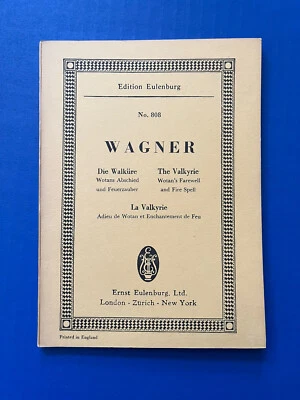 Edition Eulenburg
No. 808
WAGNER
Die Walküre The Valkyrie
Wotans Abschied Wotan's Farewell
und Feuerzauber and Fire Spell
La Valkyrie
Adieu de Wotan et Enchantement de Feu
Ernst Eulenburg, Ltd.
London - Zürich - New York
Printed in England